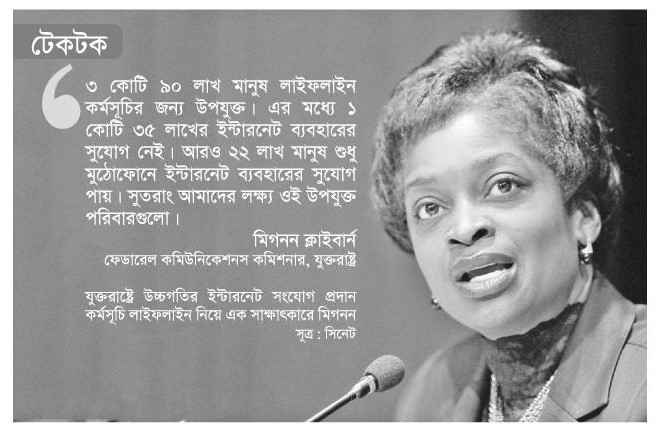 টেকটক
৩ কোটি ৯০ লাখ মানুষ লাইফলাইন
কর্মসূচির জন্য উপযুক্ত। এর মধ্যে ১
কোটি ৩৫ লাখের ইন্টারনেট ব্যবহারের
সুযোগ নেই। আরও ২২ লাখ মানুষ শুধু
মুঠোফোনে ইন্টারনেট ব্যবহারের সুযোগ
পায়। সুতরাং আমাদের লক্ষ্য ওই উপযুক্ত
পরিবারগুলো।
মিগনন ক্লাইবার্ন
ফেডারেল কমিউনিকেশনস কমিশনার, যুক্তরাষ্ট্র
যুক্তরাষ্ট্রে উচ্চগতির ইন্টারনেট সংযোগ প্রদান
কর্মসূচি লাইফলাইন নিয়ে এক সাক্ষাৎকারে মিগনন
সূত্র : সিনেট